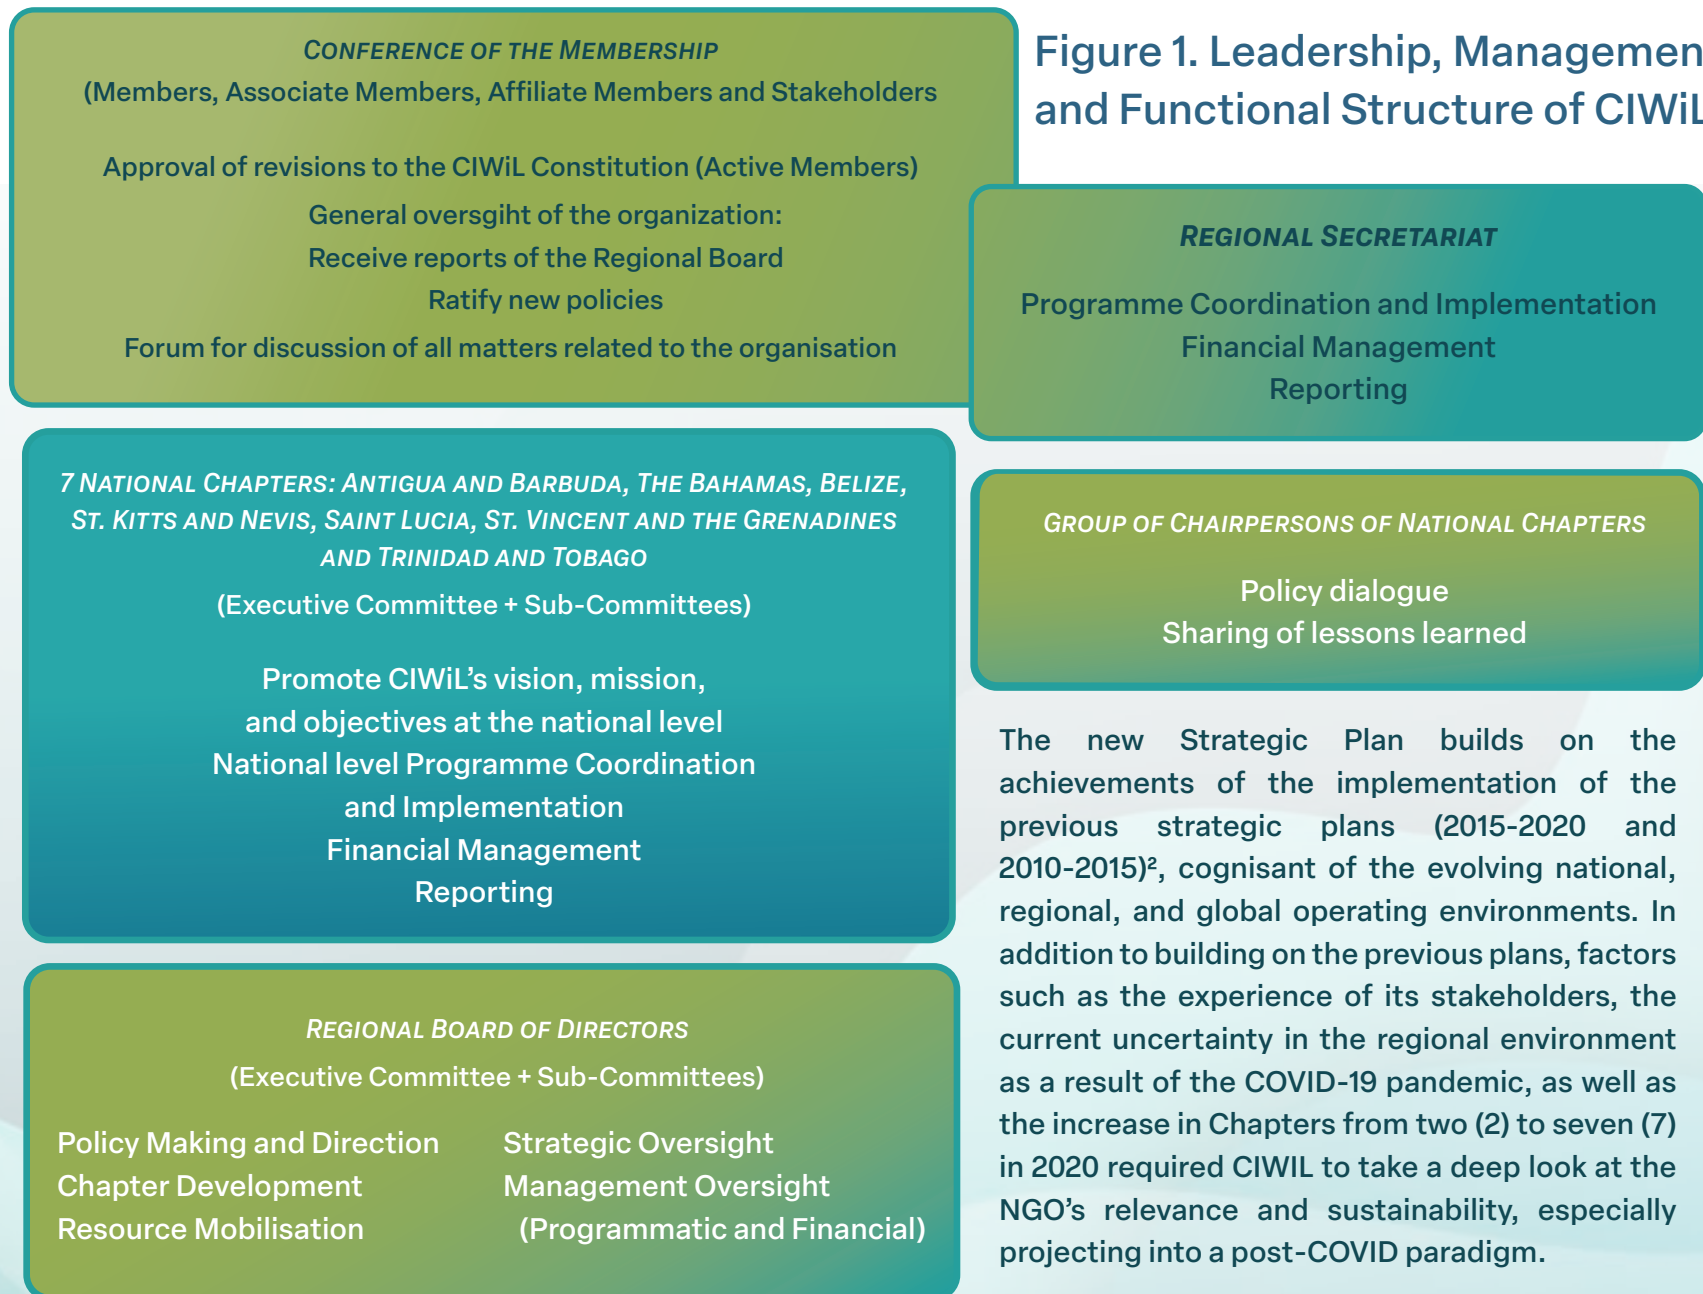 CONFERENCE OF THE MEMBERSHIP
(Members, Associate Members, Affiliate Members and Stakeholders
Approval of revisions to the CIWiL Constitution (Active Members)
General oversgiht of the organization:
Receive reports of the Regional Board
Ratify new policies
Forum for discussion of all matters related to the organisation
Figure 1. Leadership, Managemen
and Functional Structure of CIWiL
REGIONAL SECRETARIAT
Programme Coordination and Implementation
Financial Management
Reporting
7 NATIONAL CHAPTERS: ANTIGUA AND BARBUDA, THE BAHAMAS, BELIZE,
ST. KITTS AND NEVIS, SAINT LUCIA, ST. VINCENT AND THE GRENADINES
AND TRINIDAD AND TOBAGO
(Executive Committee + Sub-Committees)
Promote CIWiL’s vision, mission,
and objectives at the national level
National level Programme Coordination
and Implementation
Financial Management
Reporting
GROUP OF CHAIRPERSONS OF NATIONAL CHAPTERS
Policy dialogue
Sharing of lessons learned
REGIONAL BOARD OF DIRECTORS
(Executive Committee + Sub-Committees)
Policy Making and Direction
Chapter Development
Resource Mobilisation
Strategic Oversight
Management Oversight
(Programmatic and Financial)
The new Strategic Plan builds on the
achievements of the implementation of the
previous strategic plans (2015-2020 and
2010-2015)², cognisant of the evolving national,
regional, and global operating environments. In
addition to building on the previous plans, factors
such as the experience of its stakeholders, the
current uncertainty in the regional environment
as a result of the COVID-19 pandemic, as well as
the increase in Chapters from two (2) to seven (7)
in 2020 required CIWIL to take a deep look at the
NGO’s relevance and sustainability, especially
projecting into a post-COVID paradigm.